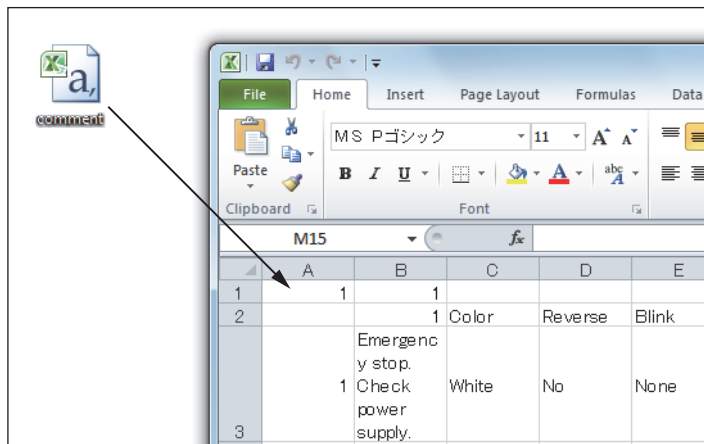 a,
comment
File Home Insert Page Layout Formulas Data
MS Pゴシック 11 A A
Paste B I U A abc A
Clipboard Font
M15 fx
A B C D E
1 1 1
2 1 Color Reverse Blink
Emergenc
y stop.
1 Check White No None
power
3 supply.